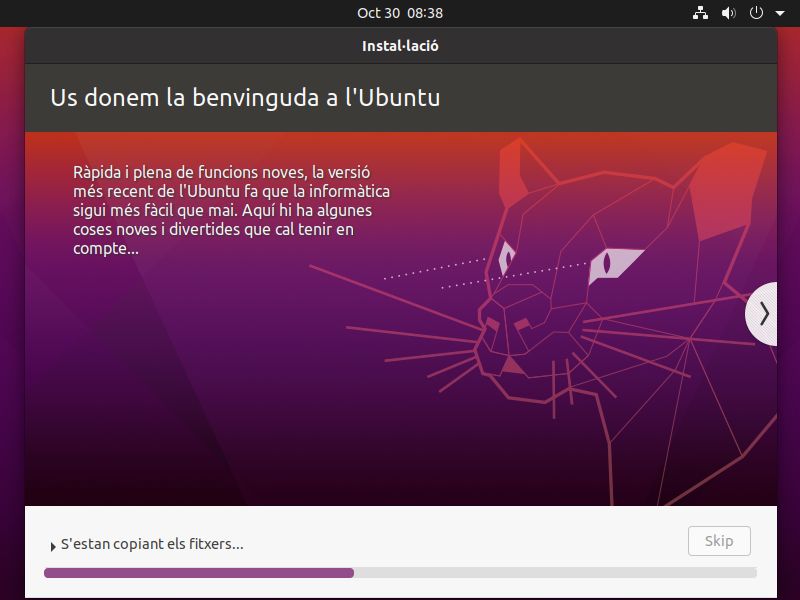 Oct 30 08:38
Instal·lació
Us donem la benvinguda a l'Ubuntu
Ràpida i plena de funcions noves, la versió
més recent de l'Ubuntu fa que la informàtica
sigui més fàcil que mai. Aquí hi ha algunes
coses noves i divertides que cal tenir en
compte...
S'estan copiant els fitxers...
Skip